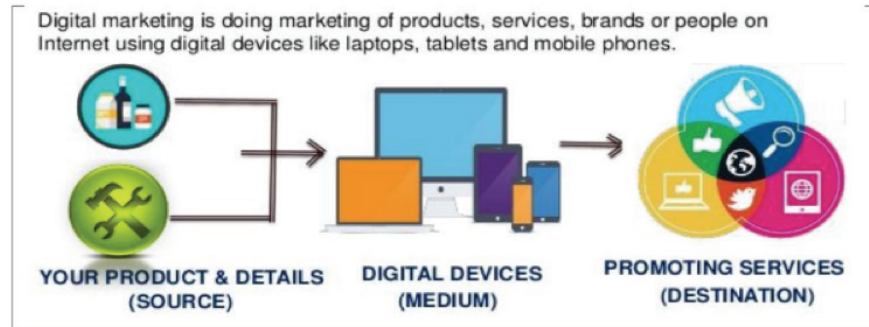 Digital marketing is doing marketing of products, services, brands or people on
Internet using digital devices like laptops, tablets and mobile phones.
YOUR PRODUCT & DETAILS
(SOURCE)
DIGITAL DEVICES
(MEDIUM)
PROMOTING SERVICES
(DESTINATION)